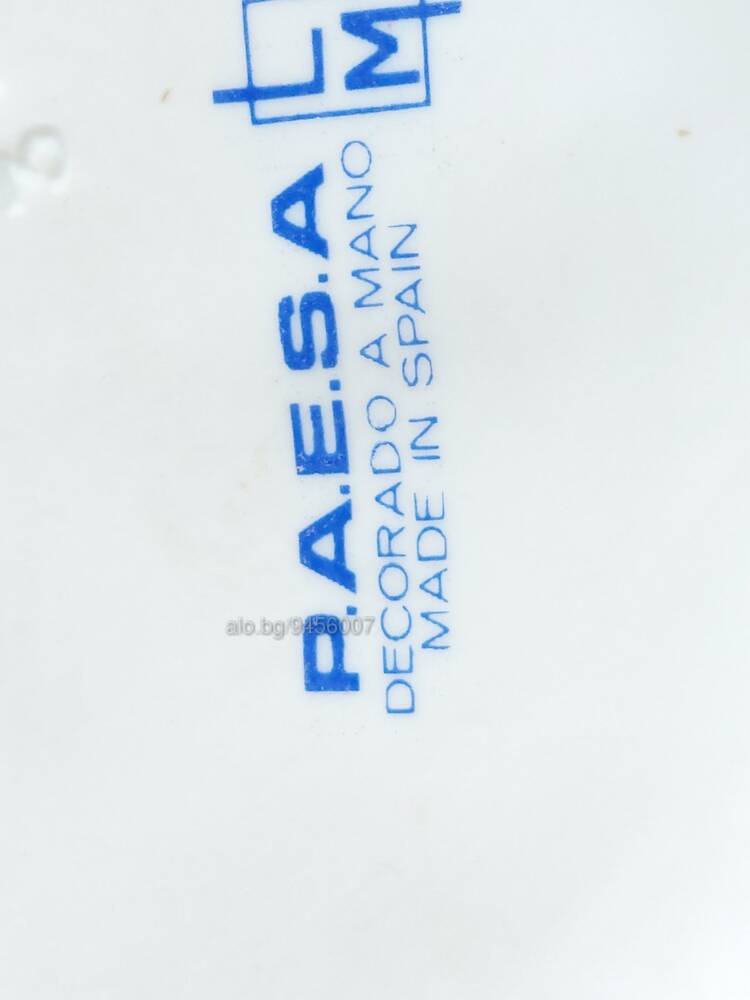 LM
P.A.E.S.A
DECORADO A MANO
MADE IN SPAIN
alo.bg/9456007